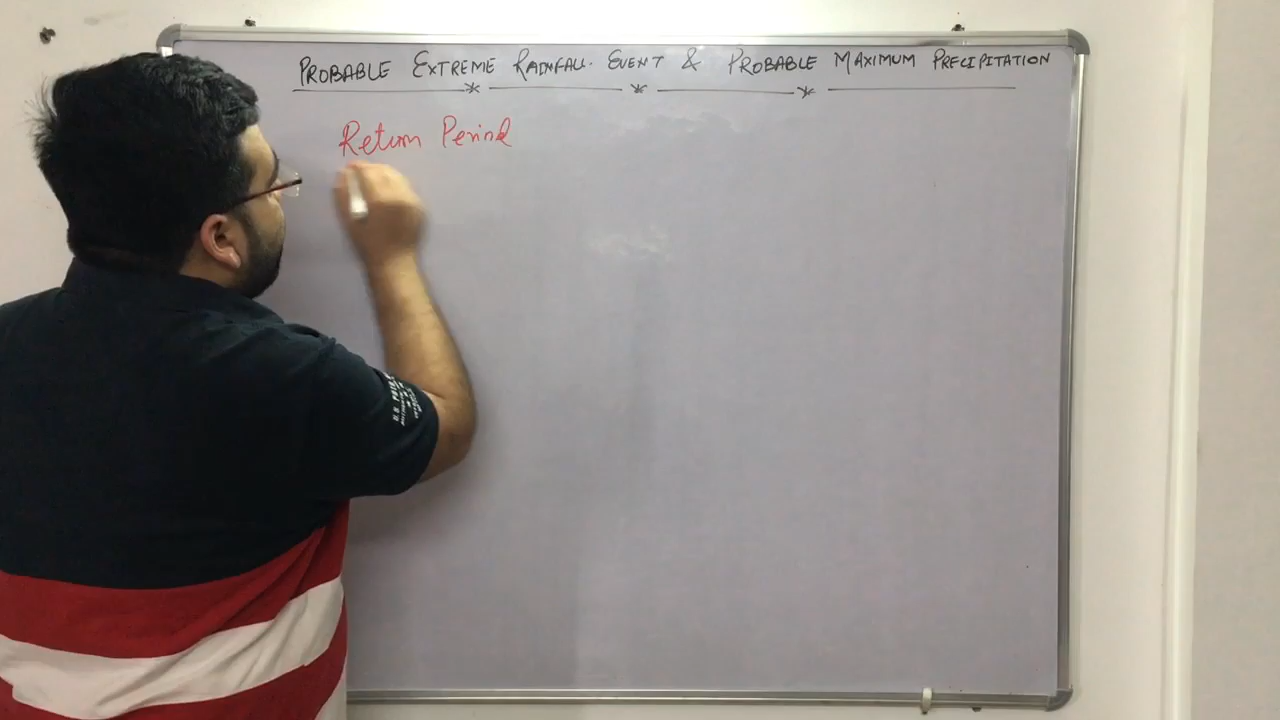 PROBABLE EXTREME RAINFALL. EVENT & PROBABLE MAXIMUM PRECIPITATION
Return Period